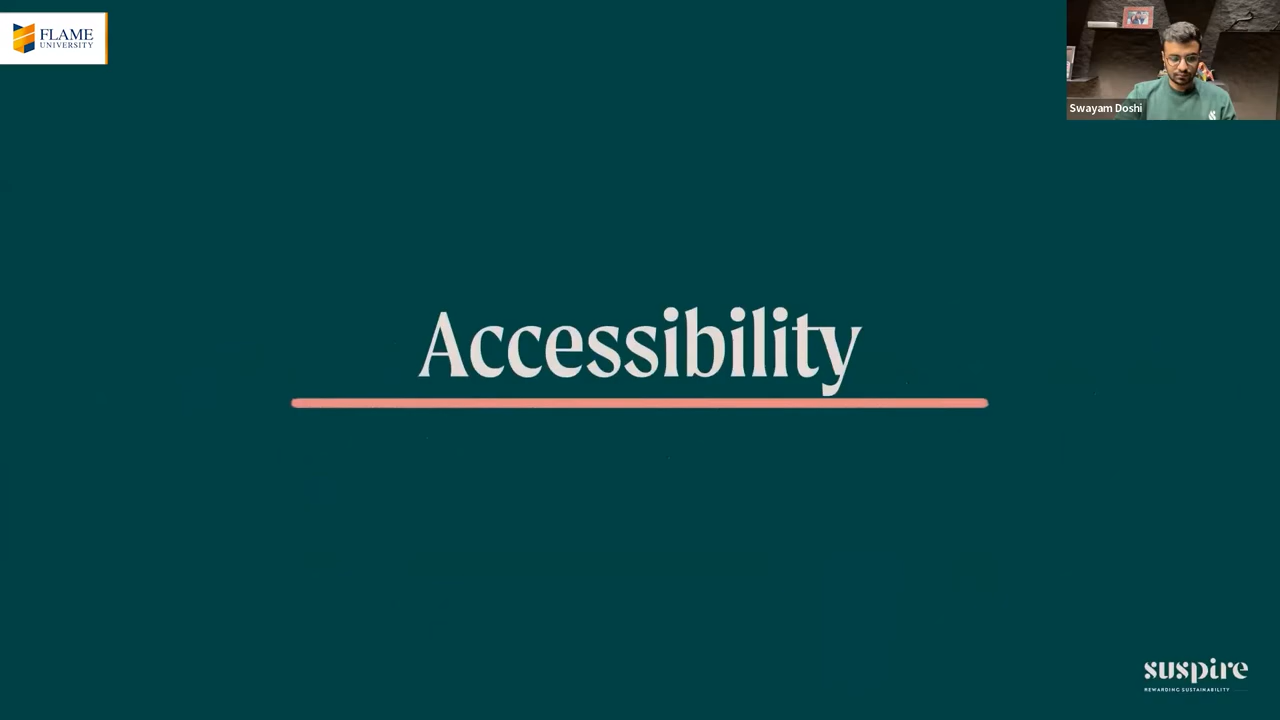 FLAME
UNIVERSITY
Swayam Doshi
Accessibility
suspire
REWARDING SUSTAINABILITY